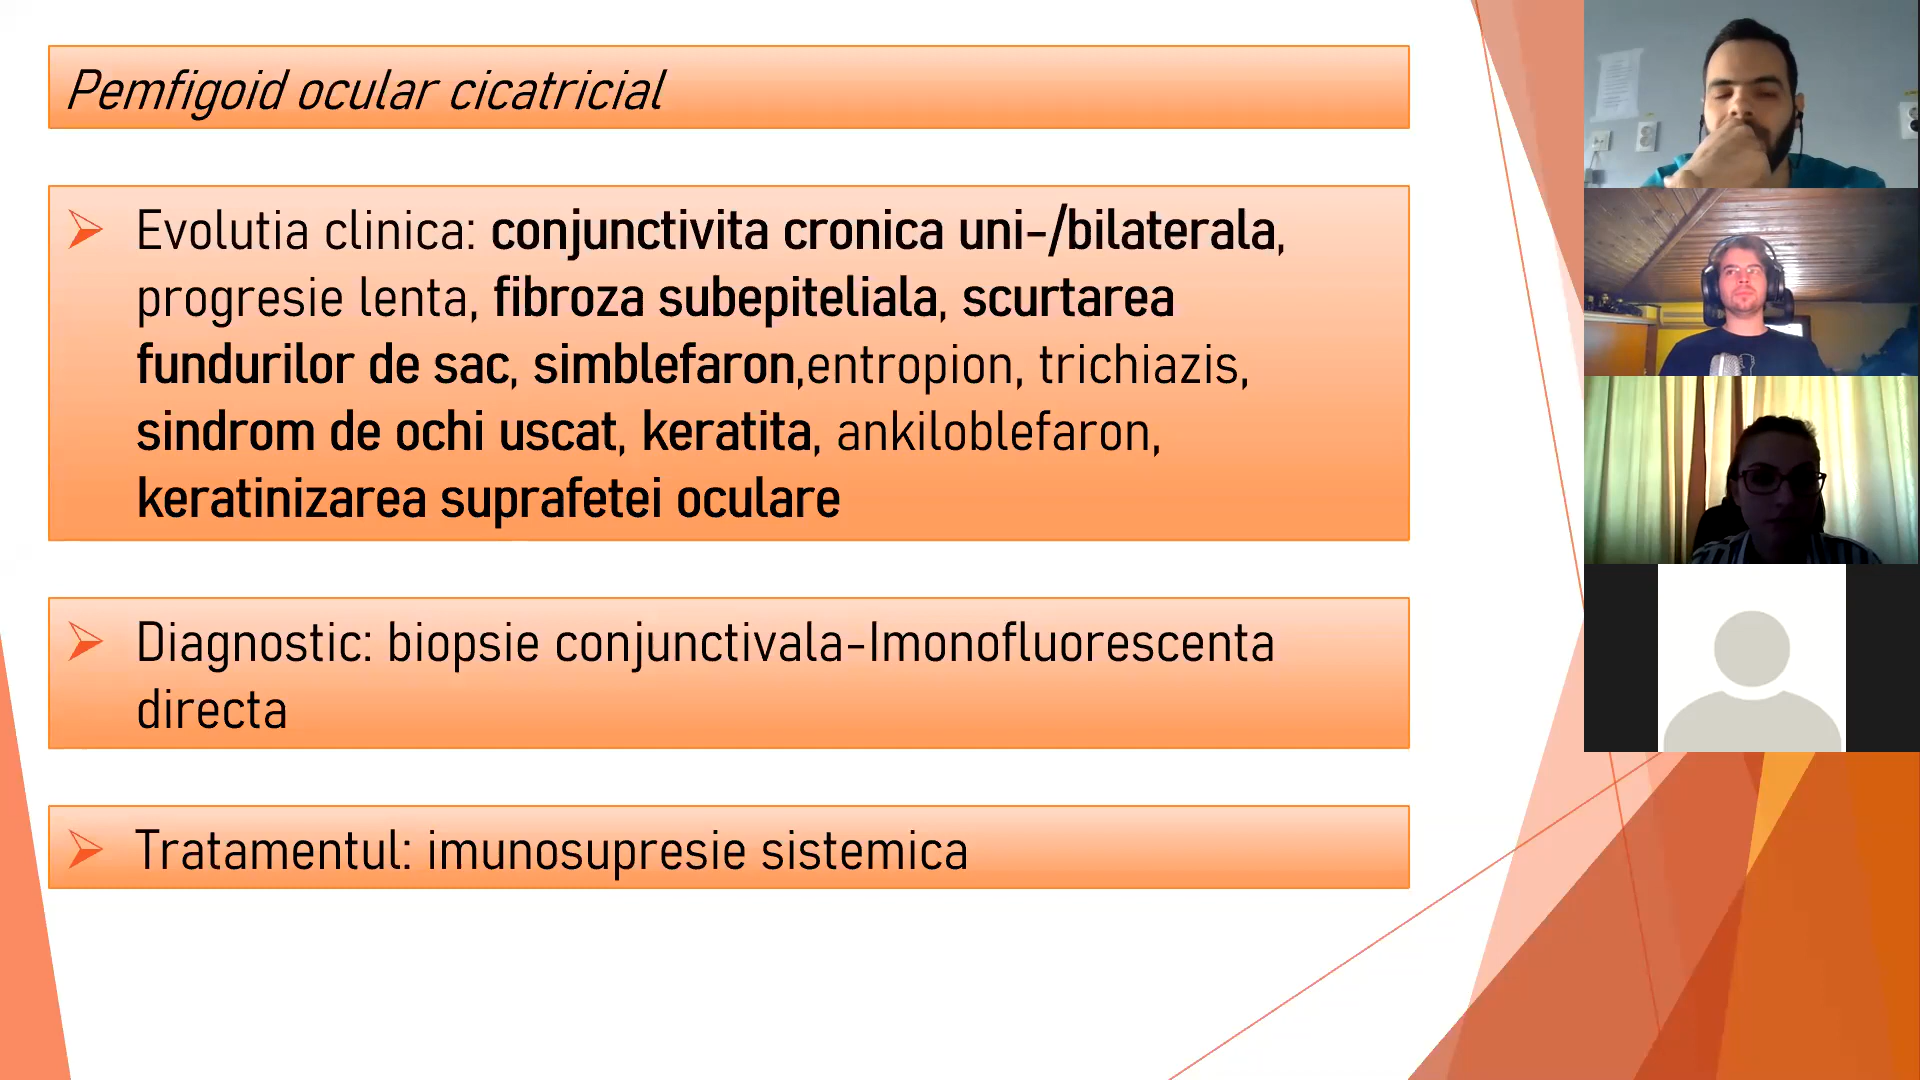 Pemfigoid ocular cicatricial
Evolutia clinica: conjunctivita cronica uni-/bilaterala,
progresie lenta, fibroza subepiteliala, scurtarea
fundurilor de sac, simblefaron,entropion, trichiazis,
sindrom de ochi uscat, keratita, ankiloblefaron,
keratinizarea suprafetei oculare
Diagnostic: biopsie conjunctivala-Imonofluorescenta
directa
Tratamentul: imunosupresie sistemica